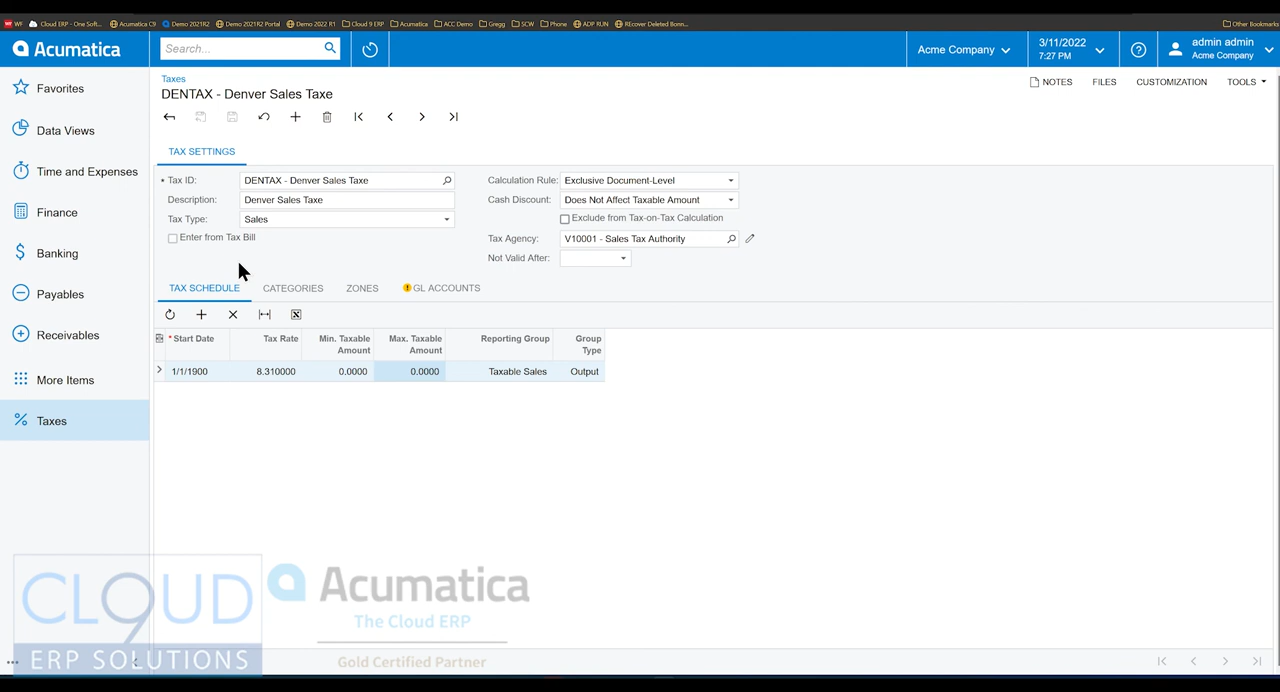 WF Cloud ERP - One Soft... Acumatica C9 Demo 2021R2 Demo 2021R2 Portal Demo 2022 R1 Cloud 9 ERP Acumatica ACC Demo Gregg SCW Phone ADP RUN REcover Deleted Bonn... Other Bookmarks
Acumatica
Search...
Acme Company
3/11/2022
7:27 PM
admin admin
Acme Company
Favorites
Data Views
Time and Expenses
Finance
Banking
Payables
Receivables
More Items
Taxes
Taxes
DENTAX - Denver Sales Taxe
NOTES FILES CUSTOMIZATION TOOLS
TAX SETTINGS
Tax ID: DENTAX - Denver Sales Taxe
Description: Denver Sales Taxe
Tax Type: Sales
Enter from Tax Bill
Calculation Rule: Exclusive Document-Level
Cash Discount: Does Not Affect Taxable Amount
Exclude from Tax-on-Tax Calculation
Tax Agency: V10001 - Sales Tax Authority
Not Valid After:
TAX SCHEDULE CATEGORIES ZONES GL ACCOUNTS
* Start Date Tax Rate Min. Taxable Amount Max. Taxable Amount Reporting Group Group Type
1/1/1900 8.310000 0.0000 0.0000 Taxable Sales Output
CLOUD
9
ERP SOLUTIONS
Acumatica
The Cloud ERP
Gold Certified Partner